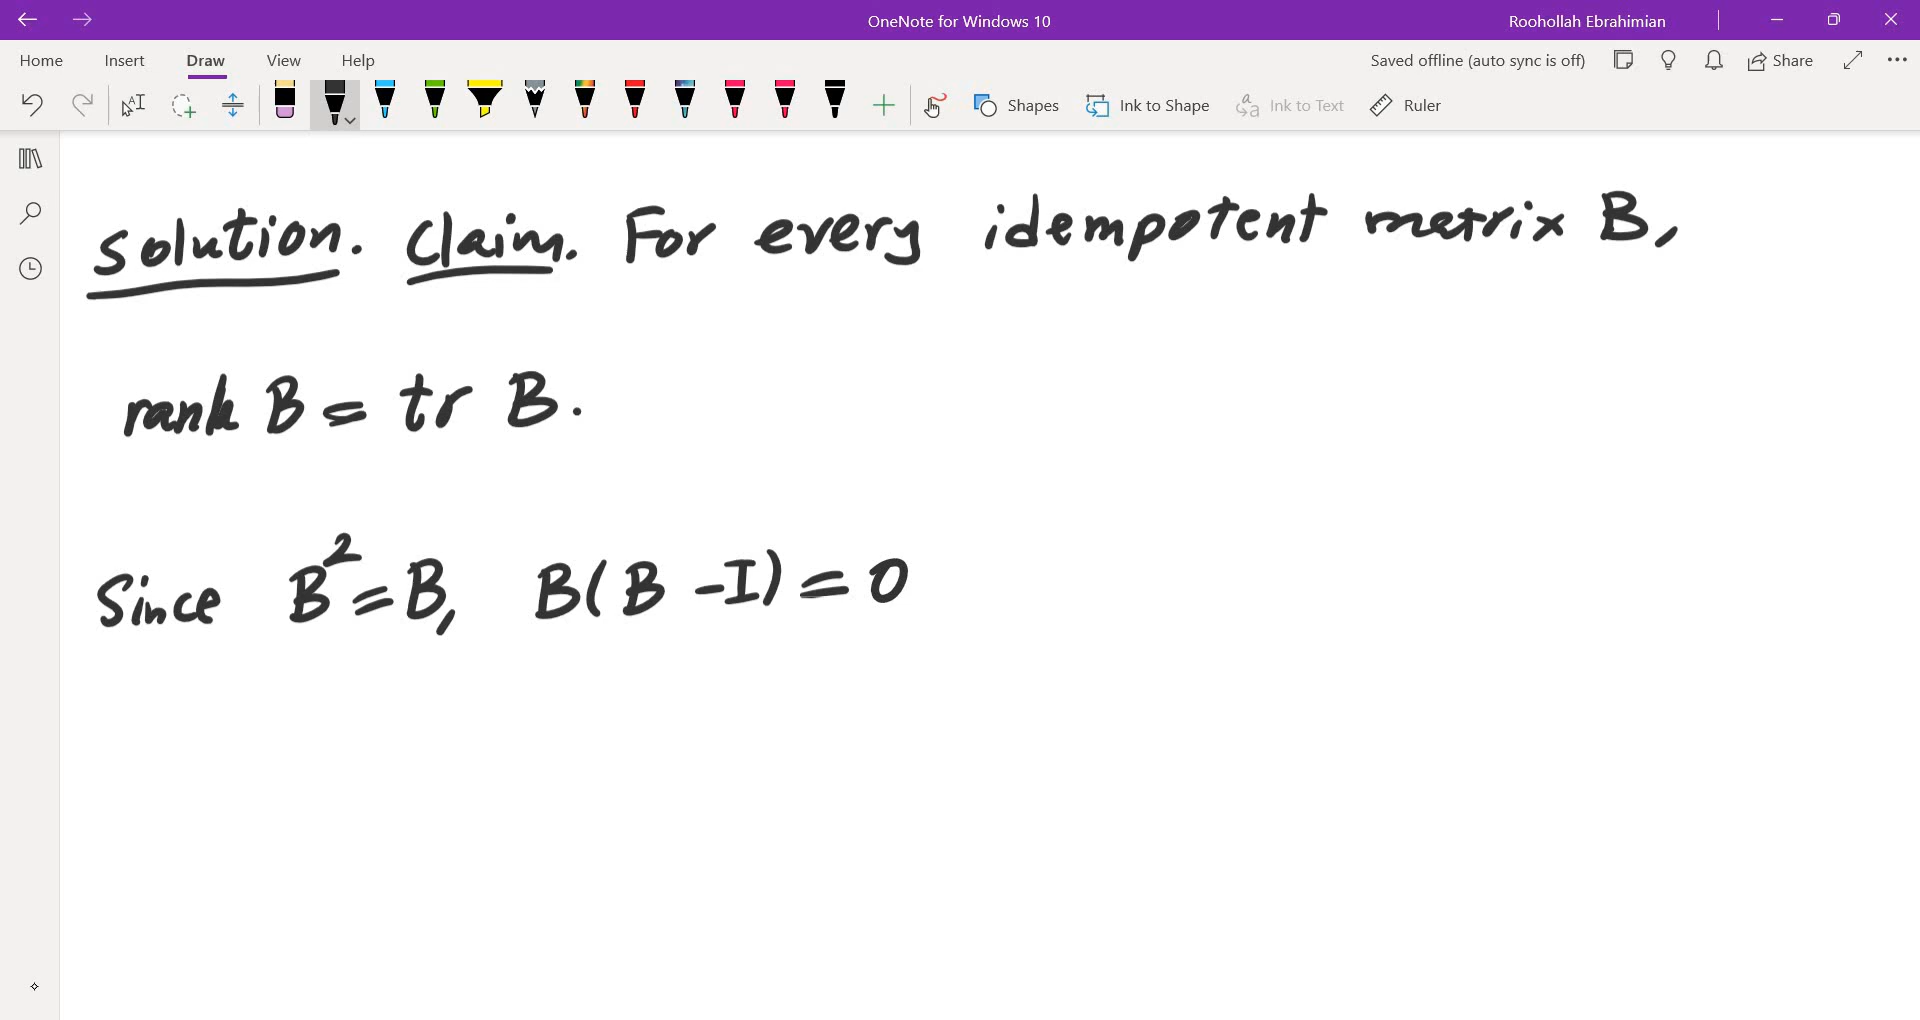 OneNote for Windows 10
Roohollah Ebrahimian
Home Insert Draw View Help
Saved offline (auto sync is off) Share
Shapes Ink to Shape Ink to Text Ruler
solution. Claim. For every idempotent matrix B,
rank B = tr B.
Since B² = B, B(B - I) = 0